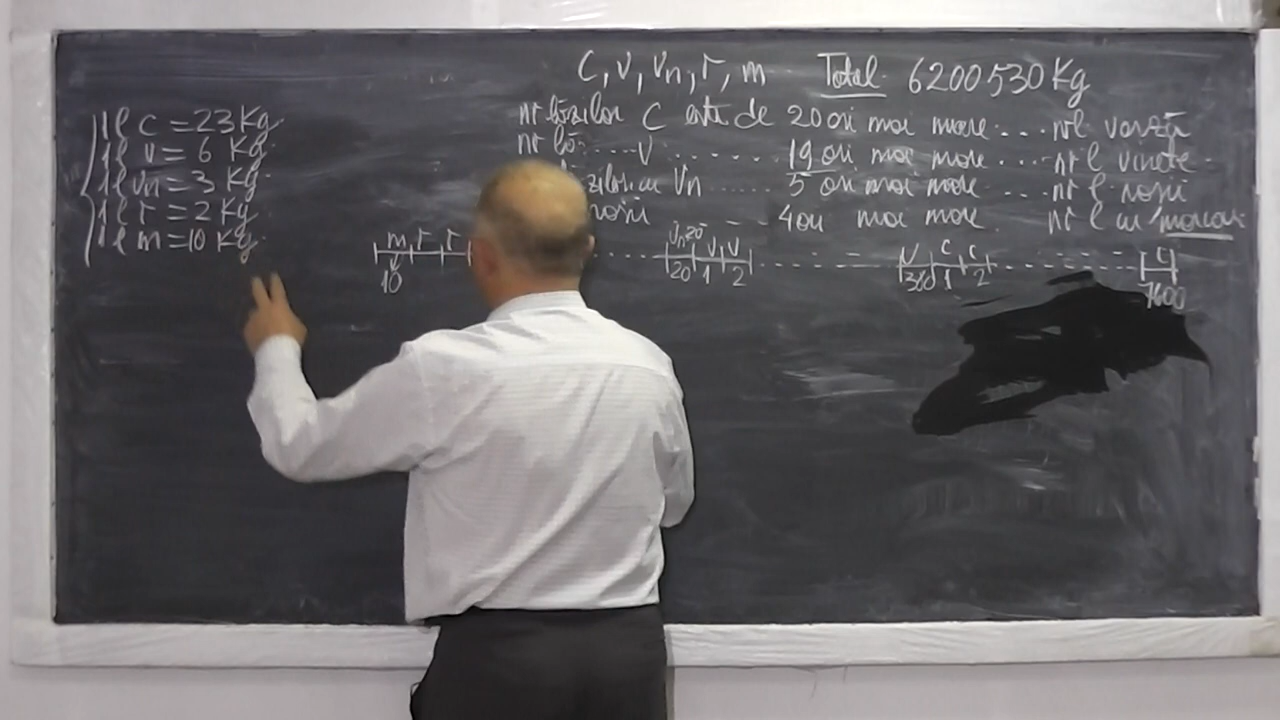 C, V, Vn, r, m Total 6200530 Kg
1 l c = 23 Kg
1 l v = 6 Kg
1 l vn = 3 Kg
1 l r = 2 Kg
1 l m = 10 Kg
nr lăzilor C este de 20 ori mai mare ... nr l varză
nr lă ..... V ...... 19 ori mai mare .... nr l vinete
zilor cu Vn ..... 5 ori mai mare ... nr l roșii
roșii 4 ori mai mare nr l cu morcov
m r r Vn 20 V V V C C C
10 20 1 2 380 1 2 7600